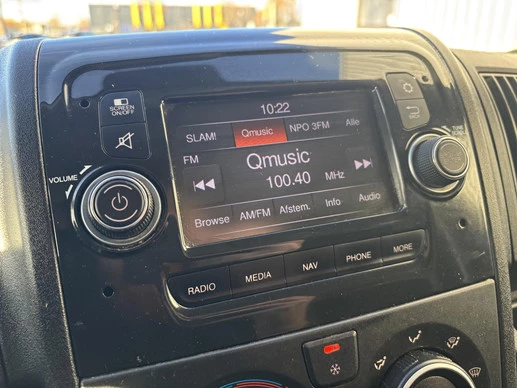 SCREEN
ON/OFF
10:22
SLAM! Qmusic NPO 3FM Alle
FM
Qmusic
100.40 MHz
Browse AM/FM Afstem. Info Audio
VOLUME
TUNE
RADIO MEDIA NAV PHONE MORE